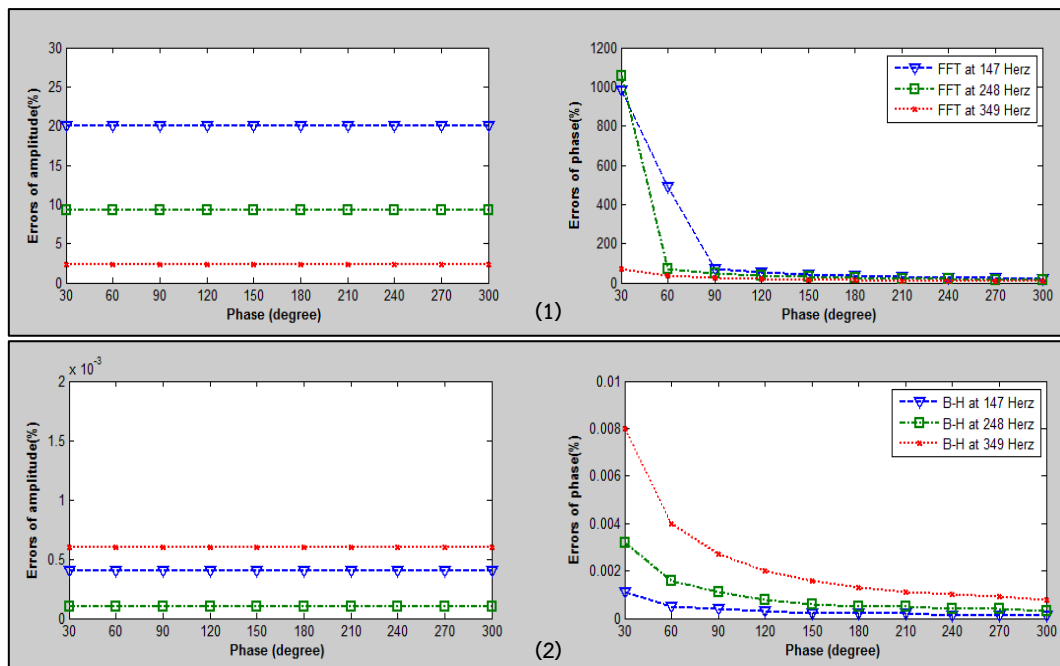 30
25
20
15
10
5
0
Errors of amplitude(%)
30 60 90 120 150 180 210 240 270 300
Phase (degree)
1200
1000
800
600
400
200
0
Errors of phase(%)
FFT at 147 Herz
FFT at 248 Herz
FFT at 349 Herz
30 60 90 120 150 180 210 240 270 300
Phase (degree)
(1)
x 10-3
2
1.5
1
0.5
0
Errors of amplitude(%)
30 60 90 120 150 180 210 240 270 300
Phase (degree)
0.01
0.008
0.006
0.004
0.002
0
Errors of phase(%)
B-H at 147 Herz
B-H at 248 Herz
B-H at 349 Herz
30 60 90 120 150 180 210 240 270 300
Phase (degree)
(2)